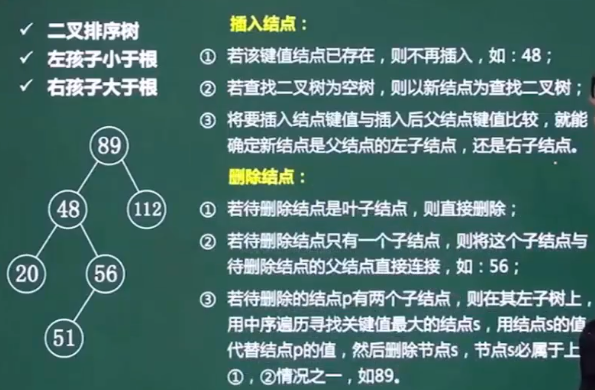 ✓ 二叉排序树
✓ 左孩子小于根
✓ 右孩子大于根
89
48
112
20
56
51
插入结点：
① 若该键值结点已存在，则不再插入，如：48；
② 若查找二叉树为空树，则以新结点为查找二叉树；
③ 将要插入结点键值与插入后父结点键值比较，就能
确定新结点是父结点的左子结点，还是右子结点。
删除结点：
① 若待删除结点是叶子结点，则直接删除；
② 若待删除结点只有一个子结点，则将这个子结点与
待删除结点的父结点直接连接，如：56；
③ 若待删除的结点p有两个子结点，则在其左子树上，
用中序遍历寻找关键值最大的结点s，用结点s的值
代替结点p的值，然后删除节点s，节点s必属于上
①，②情况之一，如89。